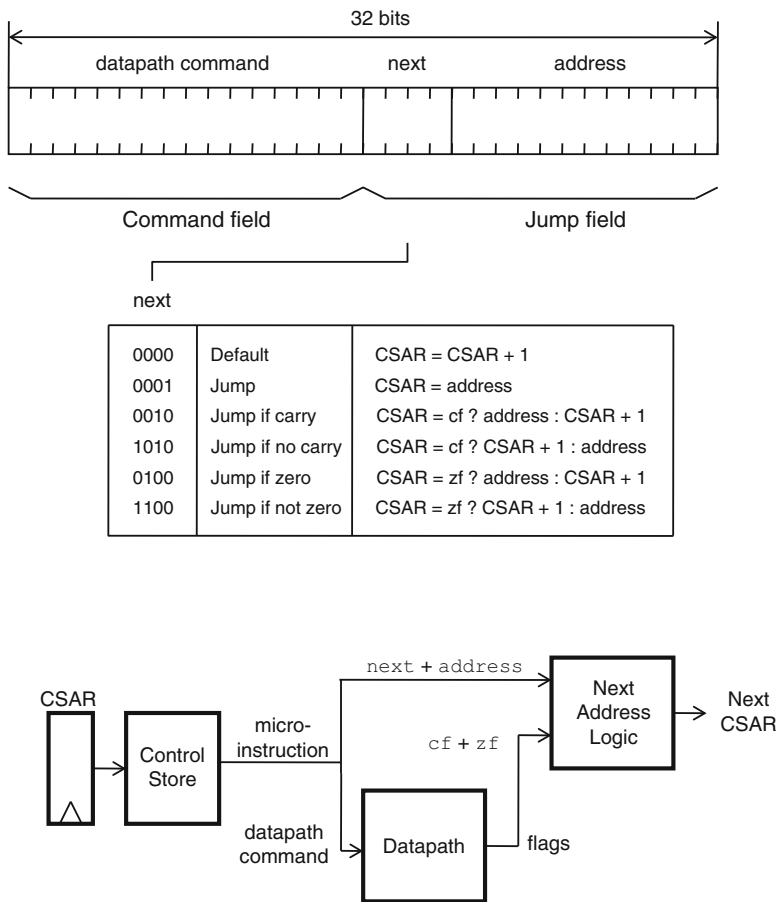 32 bits
datapath command next address
Command field Jump field
next
0000 Default CSAR = CSAR + 1
0001 Jump CSAR = address
0010 Jump if carry CSAR = cf ? address : CSAR + 1
1010 Jump if no carry CSAR = cf ? CSAR + 1 : address
0100 Jump if zero CSAR = zf ? address : CSAR + 1
1100 Jump if not zero CSAR = zf ? CSAR + 1 : address
CSAR
Control
Store
micro-
instruction
next + address
cf + zf
datapath
command
Datapath
flags
Next
Address
Logic
Next
CSAR